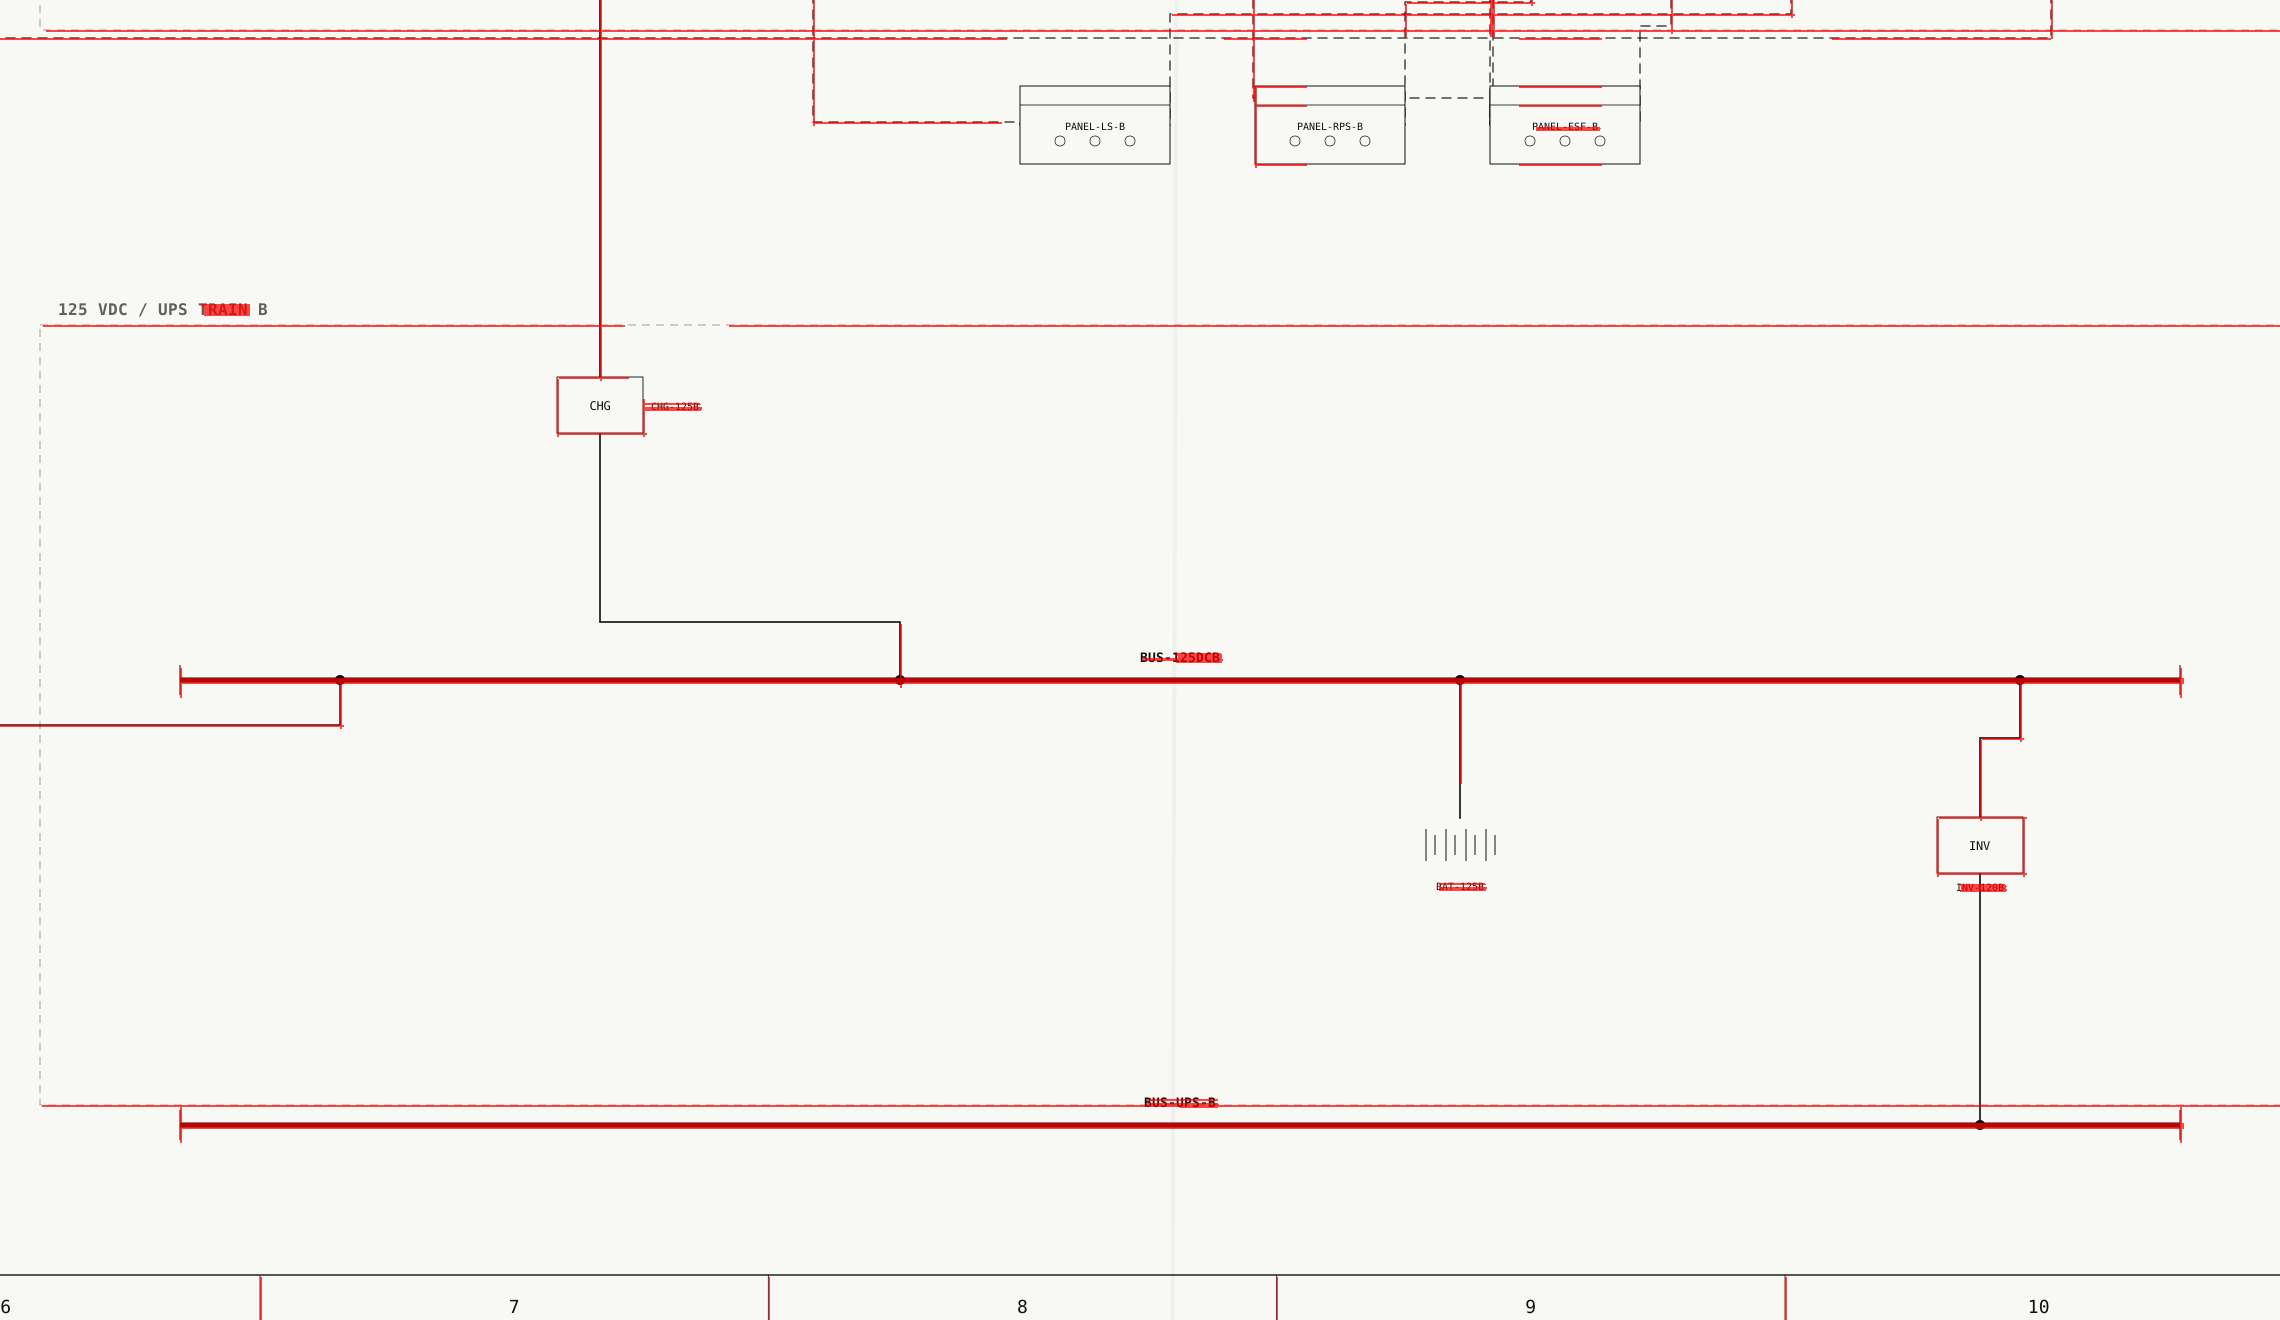 PANEL-LS-B
PANEL-RPS-B
PANEL-ESF-B
125 VDC / UPS TRAIN B
CHG
CHG-125B
BUS-125DCB
BAT-125B
INV
INV-120B
BUS-UPS-B
6
7
8
9
10